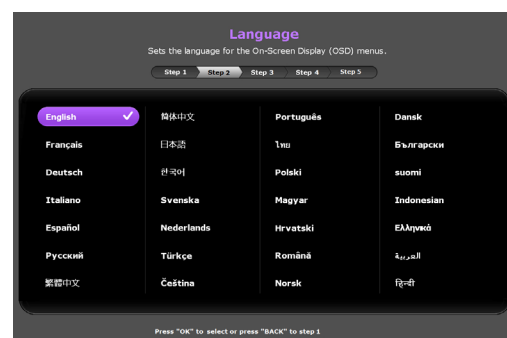 Language
Sets the language for the On-Screen Display (OSD) menus.
Step 1 Step 2 Step 3 Step 4 Step 5
English 简体中文 Português Dansk
Français 日本語 ไทย Български
Deutsch 한국어 Polski suomi
Italiano Svenska Magyar Indonesian
Español Nederlands Hrvatski Ελληνικά
Русский Türkçe Română العربية
繁體中文 Čeština Norsk हिन्दी
Press "OK" to select or press "BACK" to step 1